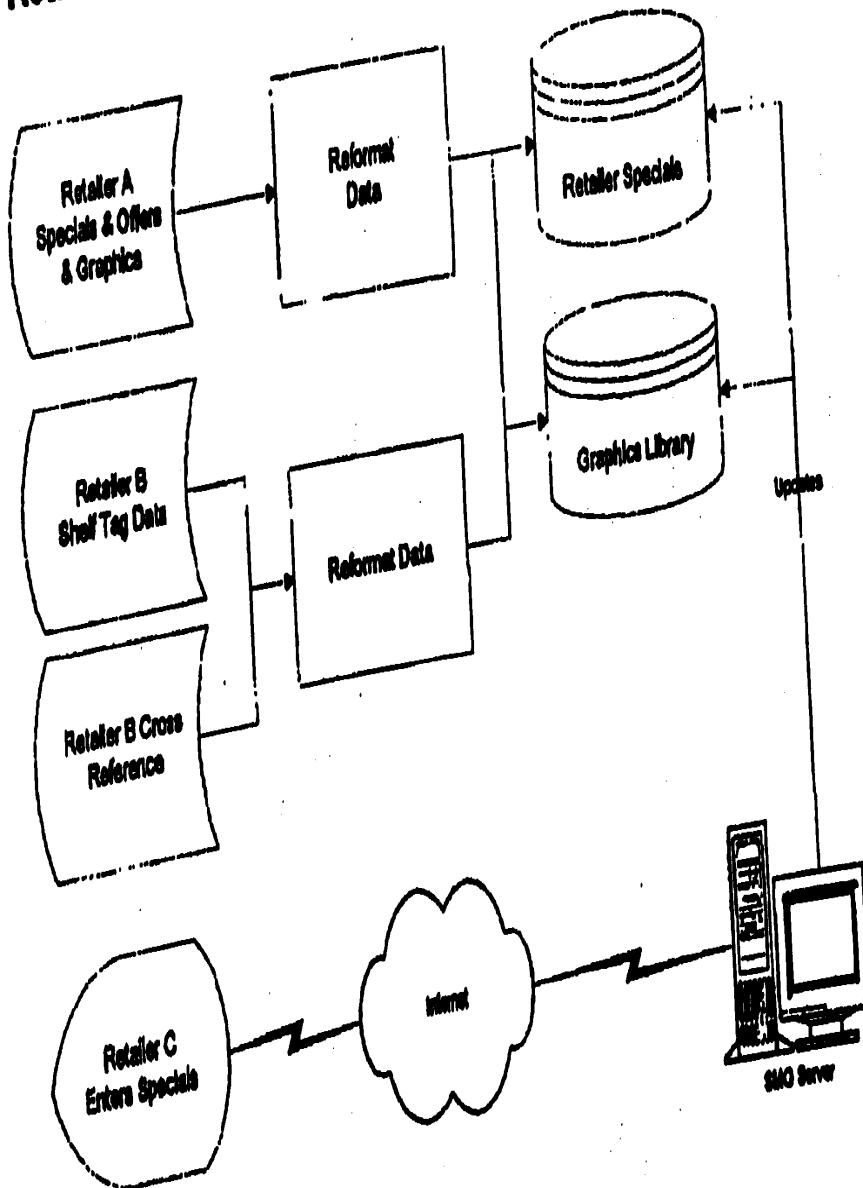 Retailer A
Specials & Offers
& Graphics
Reformat
Data
Retailer Specials
Retailer B
Shelf Tag Data
Reformat Data
Graphics Library
Updates
Retailer B Cross
Reference
Retailer C
Enters Specials
Internet
SMO Server